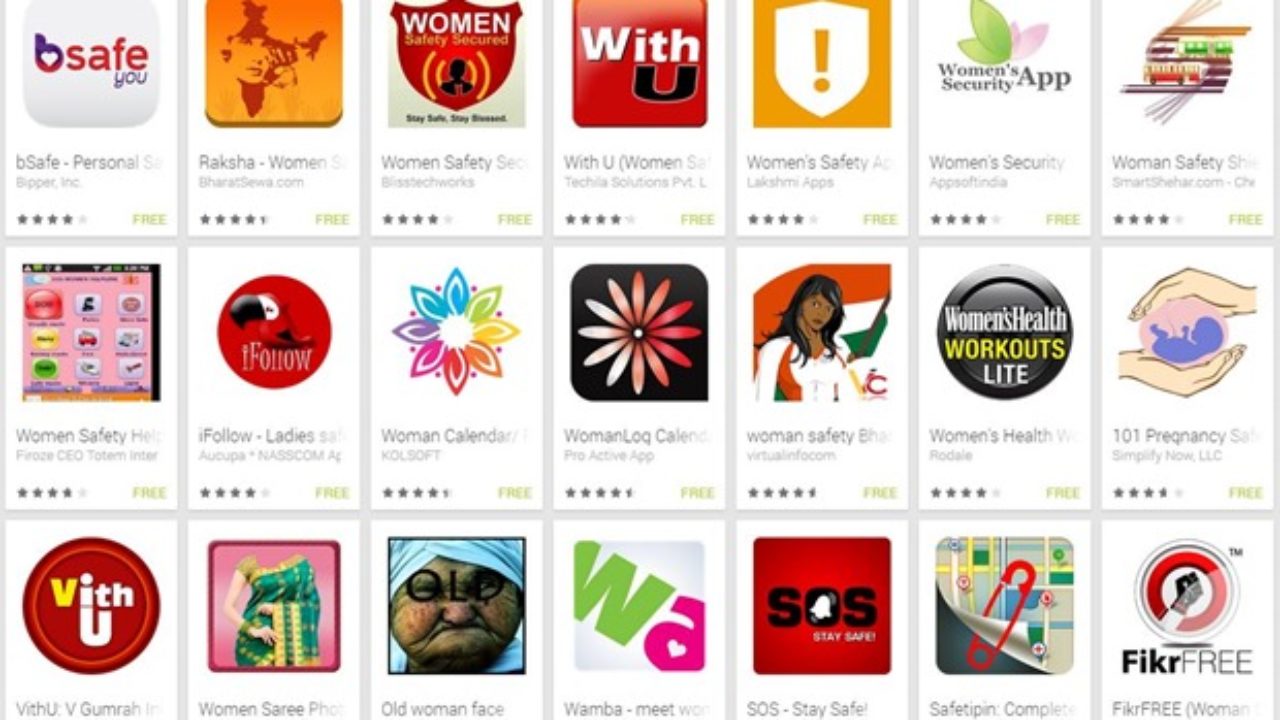 bsafe
you
WOMEN
Safety Secured
Stay Safe, Stay Blessed.
With
U
!
Women's
Security App
bSafe - Personal Sa
Raksha - Women S
Women Safety Sec
With U (Women Saf
Women's Safety Ap
Women's Security
Woman Safety Shie
Bipper, Inc.
BharatSewa.com
Blisstechworks
Techila Solutions Pvt. L
Lakshmi Apps
Appsoftindia
SmartShehar.com - Che
FREE
FREE
FREE
FREE
FREE
FREE
FREE
iFollow
Women'sHealth
WORKOUTS
LITE
Women Safety Help
iFollow - Ladies safe
Woman Calendar/
WomanLog Calend
woman safety Bha
Women's Health Wo
101 Pregnancy Safe
Firoze CEO Totem Inter
Aucupa * NASSCOM Ap
KOLSOFT
Pro Active App
virtualinfocom
Rodale
Simplify Now, LLC
FREE
FREE
FREE
FREE
FREE
FREE
FREE
Vith
U
OLD
Wa
SOS
STAY SAFE!
TM
FikrFREE
VithU: V Gumrah In
Women Saree Phot
Old woman face
Wamba - meet wom
SOS - Stay Safe!
Safetipin: Complete
FikrFREE (Woman